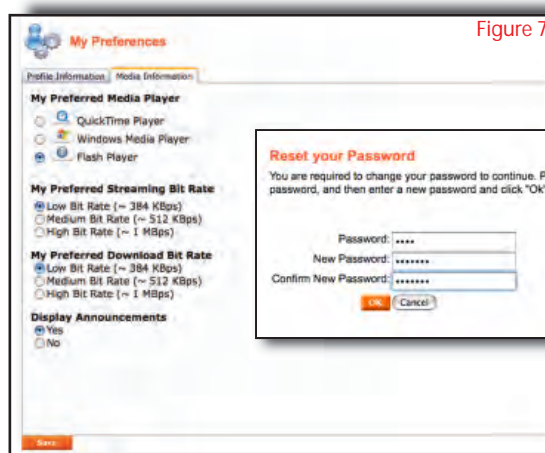 Figure 7
My Preferences
Profile Information Media Information
My Preferred Media Player
QuickTime Player
Windows Media Player
Flash Player
My Preferred Streaming Bit Rate
Low Bit Rate (~ 384 KBps)
Medium Bit Rate (~ 512 KBps)
High Bit Rate (~ 1 MBps)
My Preferred Download Bit Rate
Low Bit Rate (~ 384 KBps)
Medium Bit Rate (~ 512 KBps)
High Bit Rate (~ 1 MBps)
Display Announcements
Yes
No
Save
Reset your Password
You are required to change your password to continue. P
password, and then enter a new password and click "Ok"
Password: ••••
New Password: •••••••
Confirm New Password: •••••••
OK Cancel